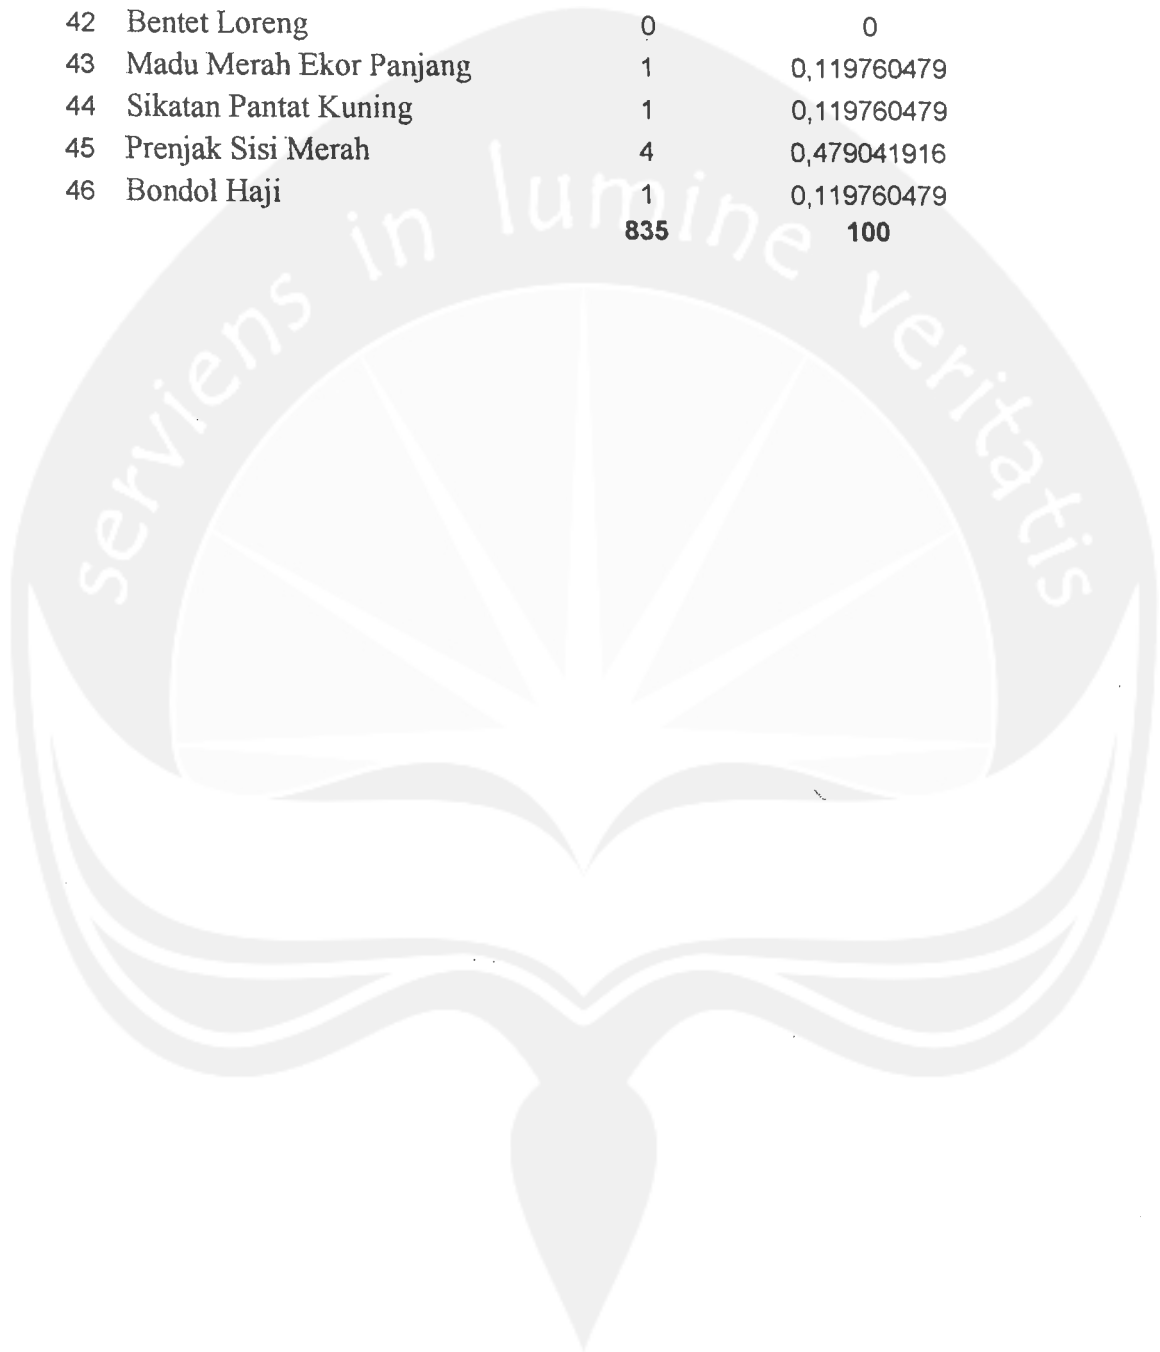 42 Bentet Loreng 0 0
43 Madu Merah Ekor Panjang 1 0,119760479
44 Sikatan Pantat Kuning 1 0,119760479
45 Prenjak Sisi Merah 4 0,479041916
46 Bondol Haji 1 0,119760479
835 100
serviens in lumine veritatis